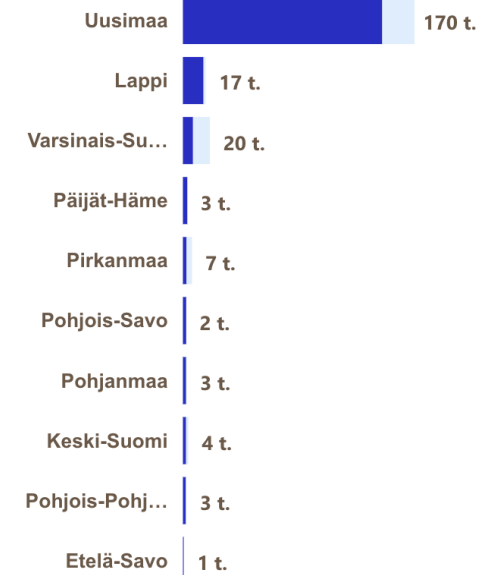 Uusimaa 170 t.
Lappi 17 t.
Varsinais-Su… 20 t.
Päijät-Häme 3 t.
Pirkanmaa 7 t.
Pohjois-Savo 2 t.
Pohjanmaa 3 t.
Keski-Suomi 4 t.
Pohjois-Pohj… 3 t.
Etelä-Savo 1 t.